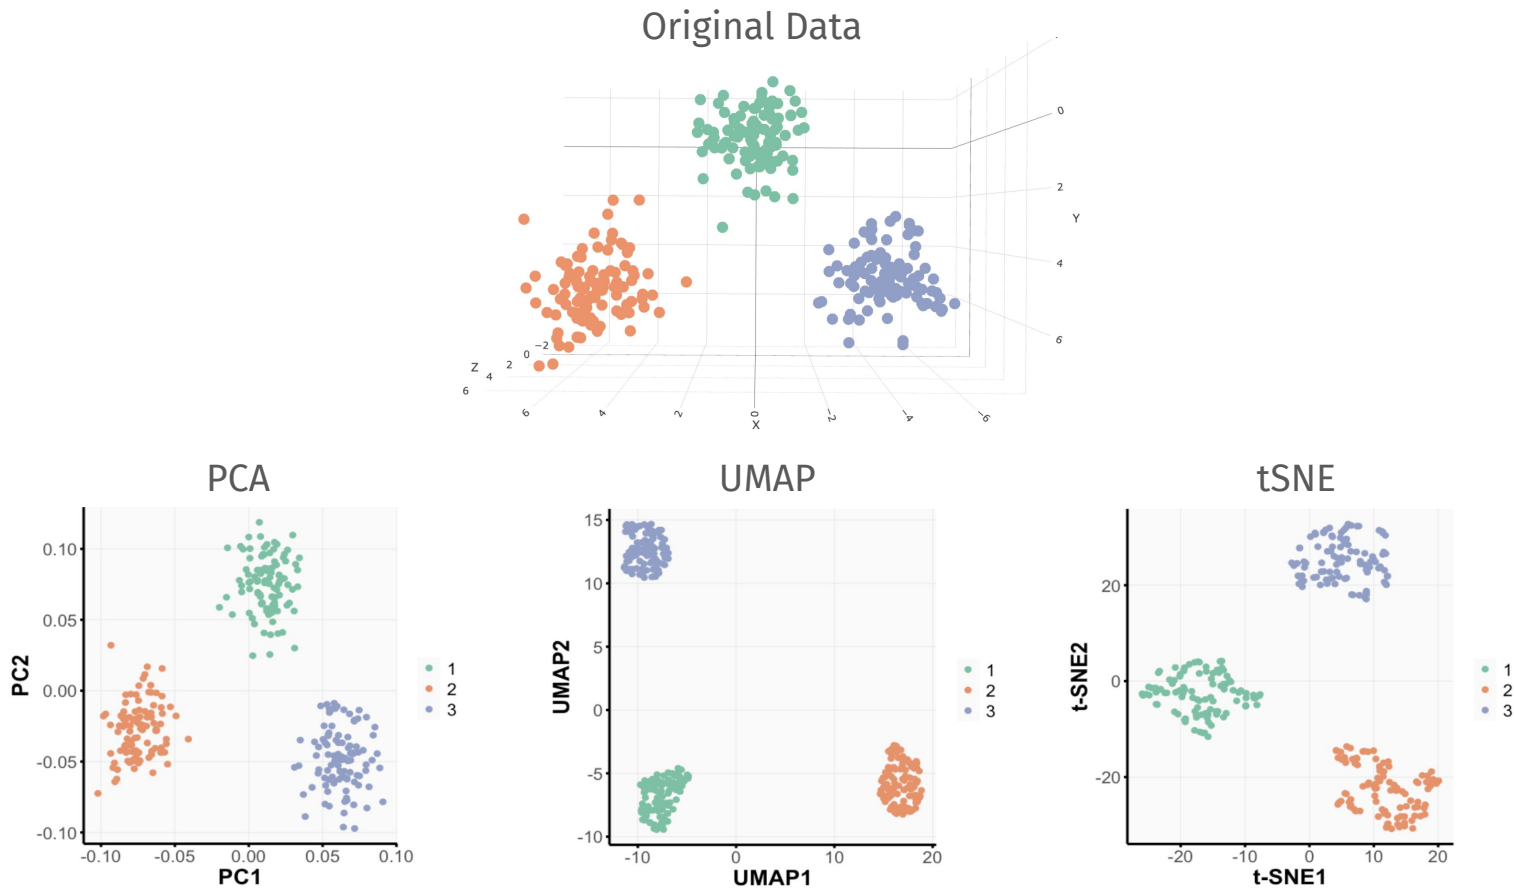 Original Data
0
2
Y
4
6
−2
0
Z
2
4
6
6
4
2
0
−2
−4
−6
X
PCA
UMAP
tSNE
0.10
0.05
0.00
-0.05
-0.10
PC2
-0.10 -0.05 0.00 0.05 0.10
PC1
1
2
3
15
10
5
0
-5
-10
UMAP2
-10 0 10 20
UMAP1
1
2
3
20
0
-20
t-SNE2
-20 -10 0 10 20
t-SNE1
1
2
3